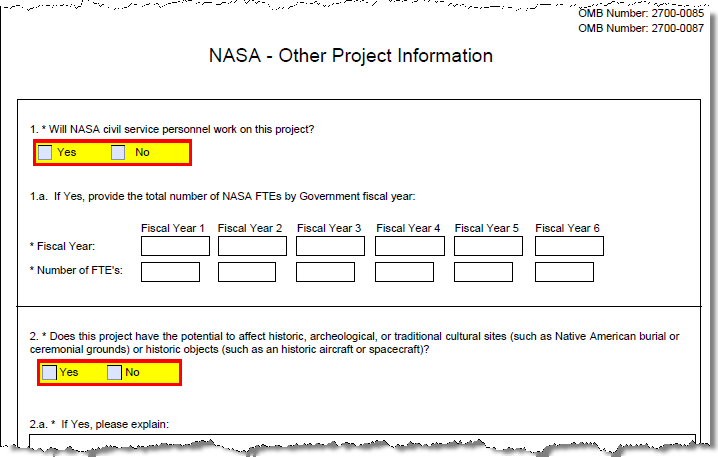 OMB Number: 2700-0085
OMB Number: 2700-0087
NASA - Other Project Information
1. * Will NASA civil service personnel work on this project?
Yes No
1.a. If Yes, provide the total number of NASA FTEs by Government fiscal year:
Fiscal Year 1 Fiscal Year 2 Fiscal Year 3 Fiscal Year 4 Fiscal Year 5 Fiscal Year 6
* Fiscal Year:
* Number of FTE's:
2. * Does this project have the potential to affect historic, archeological, or traditional cultural sites (such as Native American burial or
ceremonial grounds) or historic objects (such as an historic aircraft or spacecraft)?
Yes No
2.a. * If Yes, please explain: